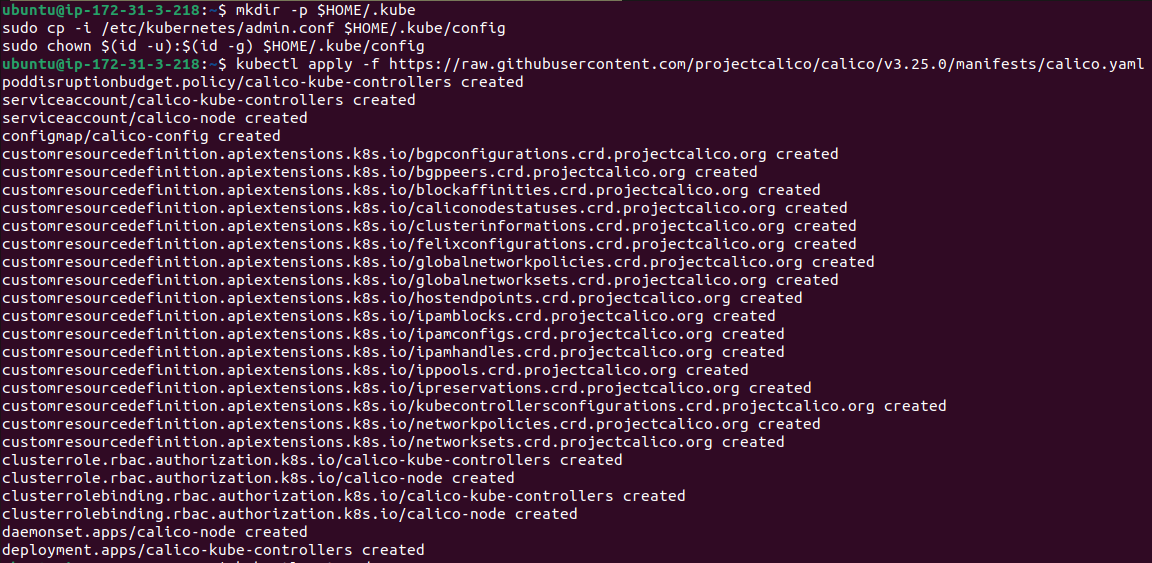 ubuntu@ip-172-31-3-218:~$ mkdir -p $HOME/.kube
sudo cp -i /etc/kubernetes/admin.conf $HOME/.kube/config
sudo chown $(id -u):$(id -g) $HOME/.kube/config
ubuntu@ip-172-31-3-218:~$ kubectl apply -f https://raw.githubusercontent.com/projectcalico/calico/v3.25.0/manifests/calico.yaml
poddisruptionbudget.policy/calico-kube-controllers created
serviceaccount/calico-kube-controllers created
serviceaccount/calico-node created
configmap/calico-config created
customresourcedefinition.apiextensions.k8s.io/bgpconfigurations.crd.projectcalico.org created
customresourcedefinition.apiextensions.k8s.io/bgppeers.crd.projectcalico.org created
customresourcedefinition.apiextensions.k8s.io/blockaffinities.crd.projectcalico.org created
customresourcedefinition.apiextensions.k8s.io/caliconodestatuses.crd.projectcalico.org created
customresourcedefinition.apiextensions.k8s.io/clusterinformations.crd.projectcalico.org created
customresourcedefinition.apiextensions.k8s.io/felixconfigurations.crd.projectcalico.org created
customresourcedefinition.apiextensions.k8s.io/globalnetworkpolicies.crd.projectcalico.org created
customresourcedefinition.apiextensions.k8s.io/globalnetworksets.crd.projectcalico.org created
customresourcedefinition.apiextensions.k8s.io/hostendpoints.crd.projectcalico.org created
customresourcedefinition.apiextensions.k8s.io/ipamblocks.crd.projectcalico.org created
customresourcedefinition.apiextensions.k8s.io/ipamconfigs.crd.projectcalico.org created
customresourcedefinition.apiextensions.k8s.io/ipamhandles.crd.projectcalico.org created
customresourcedefinition.apiextensions.k8s.io/ippools.crd.projectcalico.org created
customresourcedefinition.apiextensions.k8s.io/ipreservations.crd.projectcalico.org created
customresourcedefinition.apiextensions.k8s.io/kubecontrollersconfigurations.crd.projectcalico.org created
customresourcedefinition.apiextensions.k8s.io/networkpolicies.crd.projectcalico.org created
customresourcedefinition.apiextensions.k8s.io/networksets.crd.projectcalico.org created
clusterrole.rbac.authorization.k8s.io/calico-kube-controllers created
clusterrole.rbac.authorization.k8s.io/calico-node created
clusterrolebinding.rbac.authorization.k8s.io/calico-kube-controllers created
clusterrolebinding.rbac.authorization.k8s.io/calico-node created
daemonset.apps/calico-node created
deployment.apps/calico-kube-controllers created